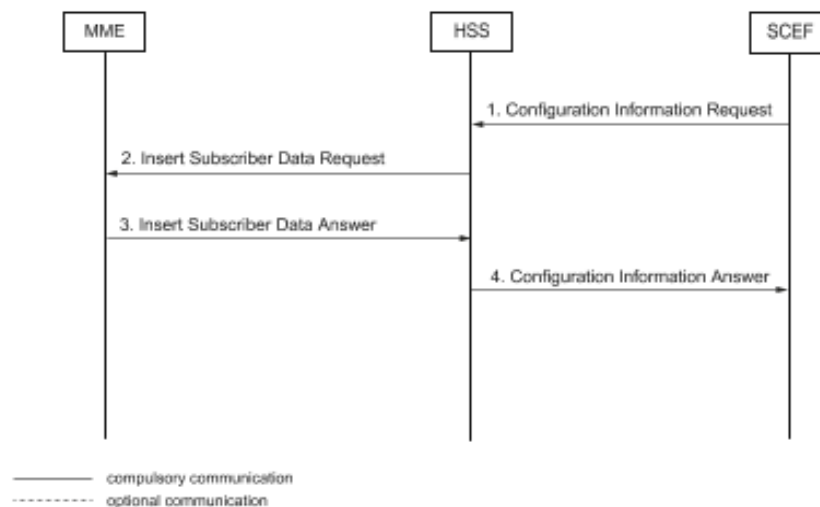 MME HSS SCEF
1. Configuration Information Request
2. Insert Subscriber Data Request
3. Insert Subscriber Data Answer
4. Configuration Information Answer
compulsory communication
optional communication